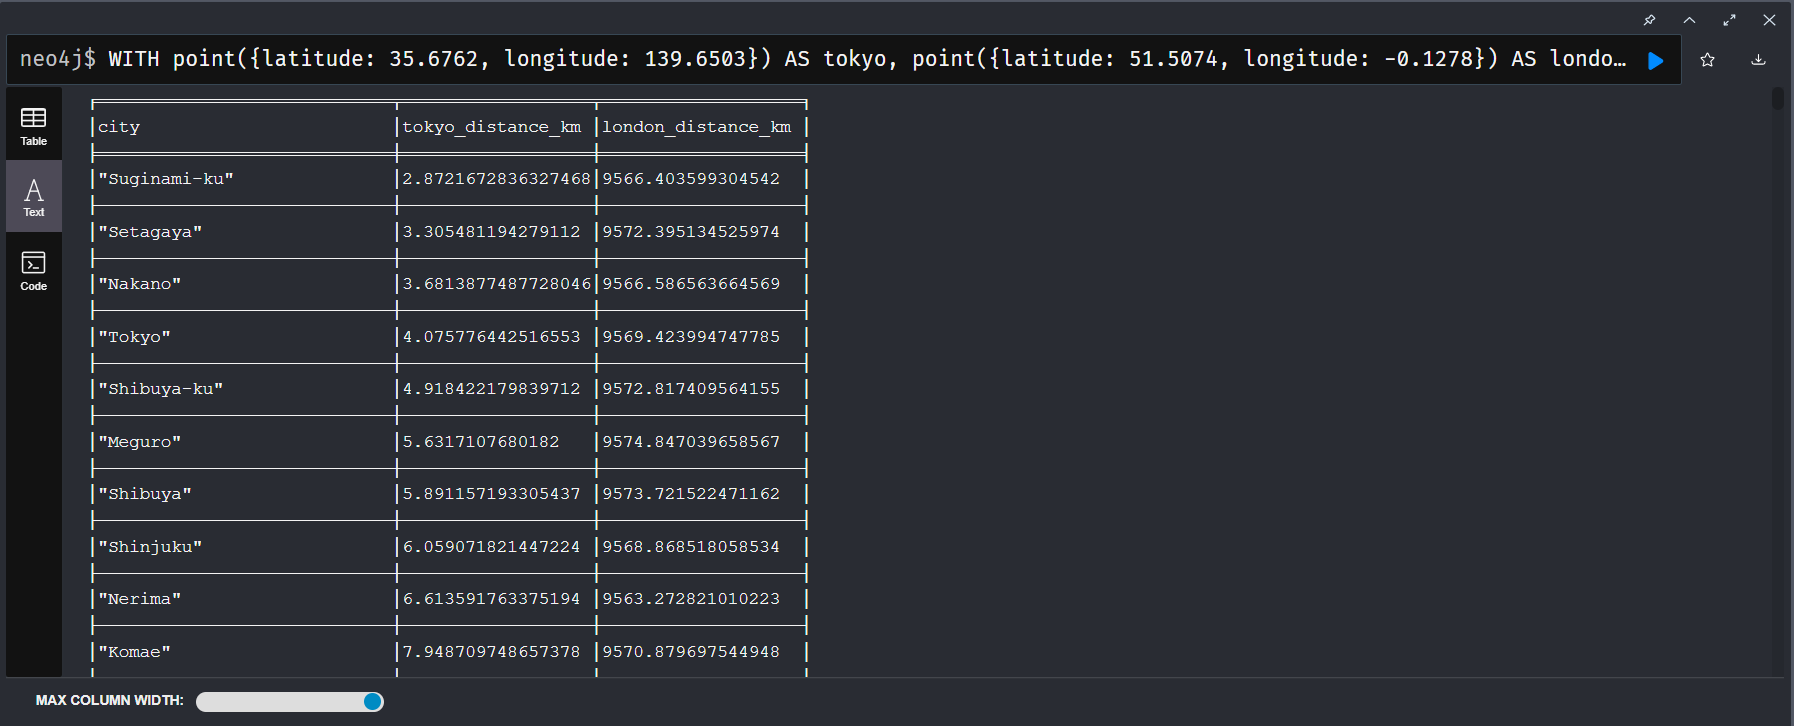 neo4j$ WITH point({latitude: 35.6762, longitude: 139.6503}) AS tokyo, point({latitude: 51.5074, longitude: -0.1278}) AS londo…
Table
Text
Code
city tokyo_distance_km london_distance_km
"Suginami-ku" 2.8721672836327468 9566.403599304542
"Setagaya" 3.305481194279112 9572.395134525974
"Nakano" 3.6813877487728046 9566.586563664569
"Tokyo" 4.075776442516553 9569.423994747785
"Shibuya-ku" 4.918422179839712 9572.817409564155
"Meguro" 5.6317107680182 9574.847039658567
"Shibuya" 5.891157193305437 9573.721522471162
"Shinjuku" 6.059071821447224 9568.868518058534
"Nerima" 6.613591763375194 9563.272821010223
"Komae" 7.948709748657378 9570.879697544948
MAX COLUMN WIDTH: